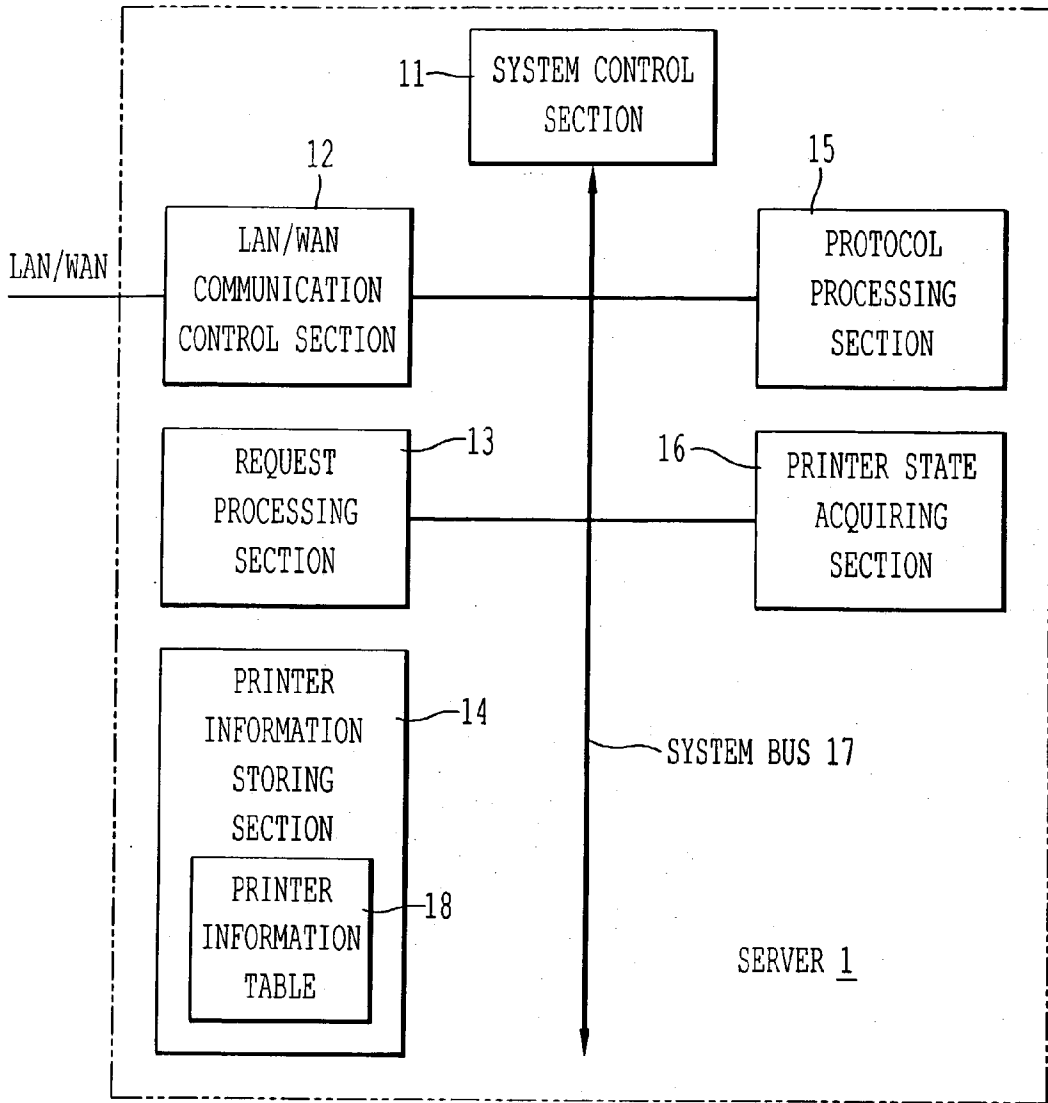 11
SYSTEM CONTROL
SECTION
12
15
LAN/WAN
LAN/WAN
COMMUNICATION
CONTROL SECTION
PROTOCOL
PROCESSING
SECTION
REQUEST
PROCESSING
SECTION
13
16
PRINTER STATE
ACQUIRING
SECTION
PRINTER
INFORMATION
STORING
SECTION
14
SYSTEM BUS 17
PRINTER
INFORMATION
TABLE
18
SERVER 1